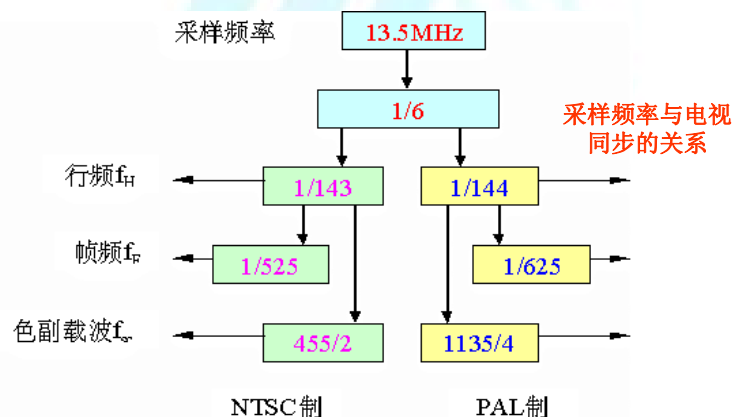 采样频率
13.5MHz
1/6
采样频率与电视
同步的关系
行频fH
1/143
1/144
帧频fF
1/525
1/625
色副载波fsc
455/2
1135/4
NTSC制
PAL制